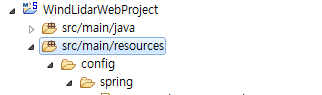 WindLidarWebProject
src/main/java
src/main/resources
config
spring